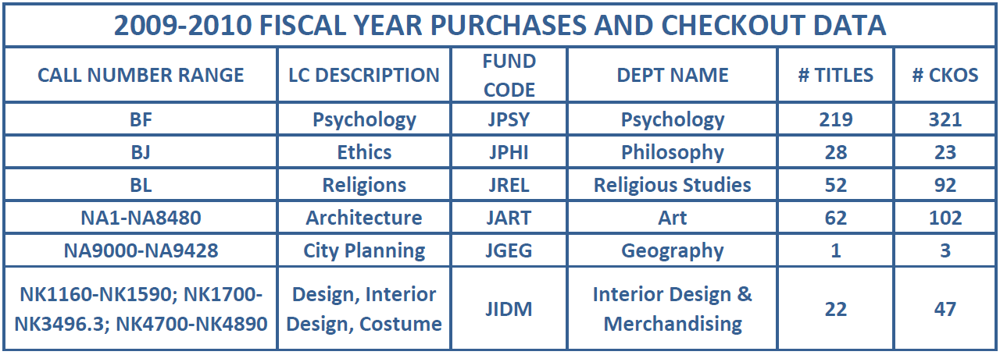 2009-2010 FISCAL YEAR PURCHASES AND CHECKOUT DATA
CALL NUMBER RANGE LC DESCRIPTION FUND CODE DEPT NAME # TITLES # CKOS
BF Psychology JPSY Psychology 219 321
BJ Ethics JPHI Philosophy 28 23
BL Religions JREL Religious Studies 52 92
NA1-NA8480 Architecture JART Art 62 102
NA9000-NA9428 City Planning JGEG Geography 1 3
NK1160-NK1590; NK1700- Design, Interior Interior Design &
NK3496.3; NK4700-NK4890 Design, Costume JIDM Merchandising 22 47